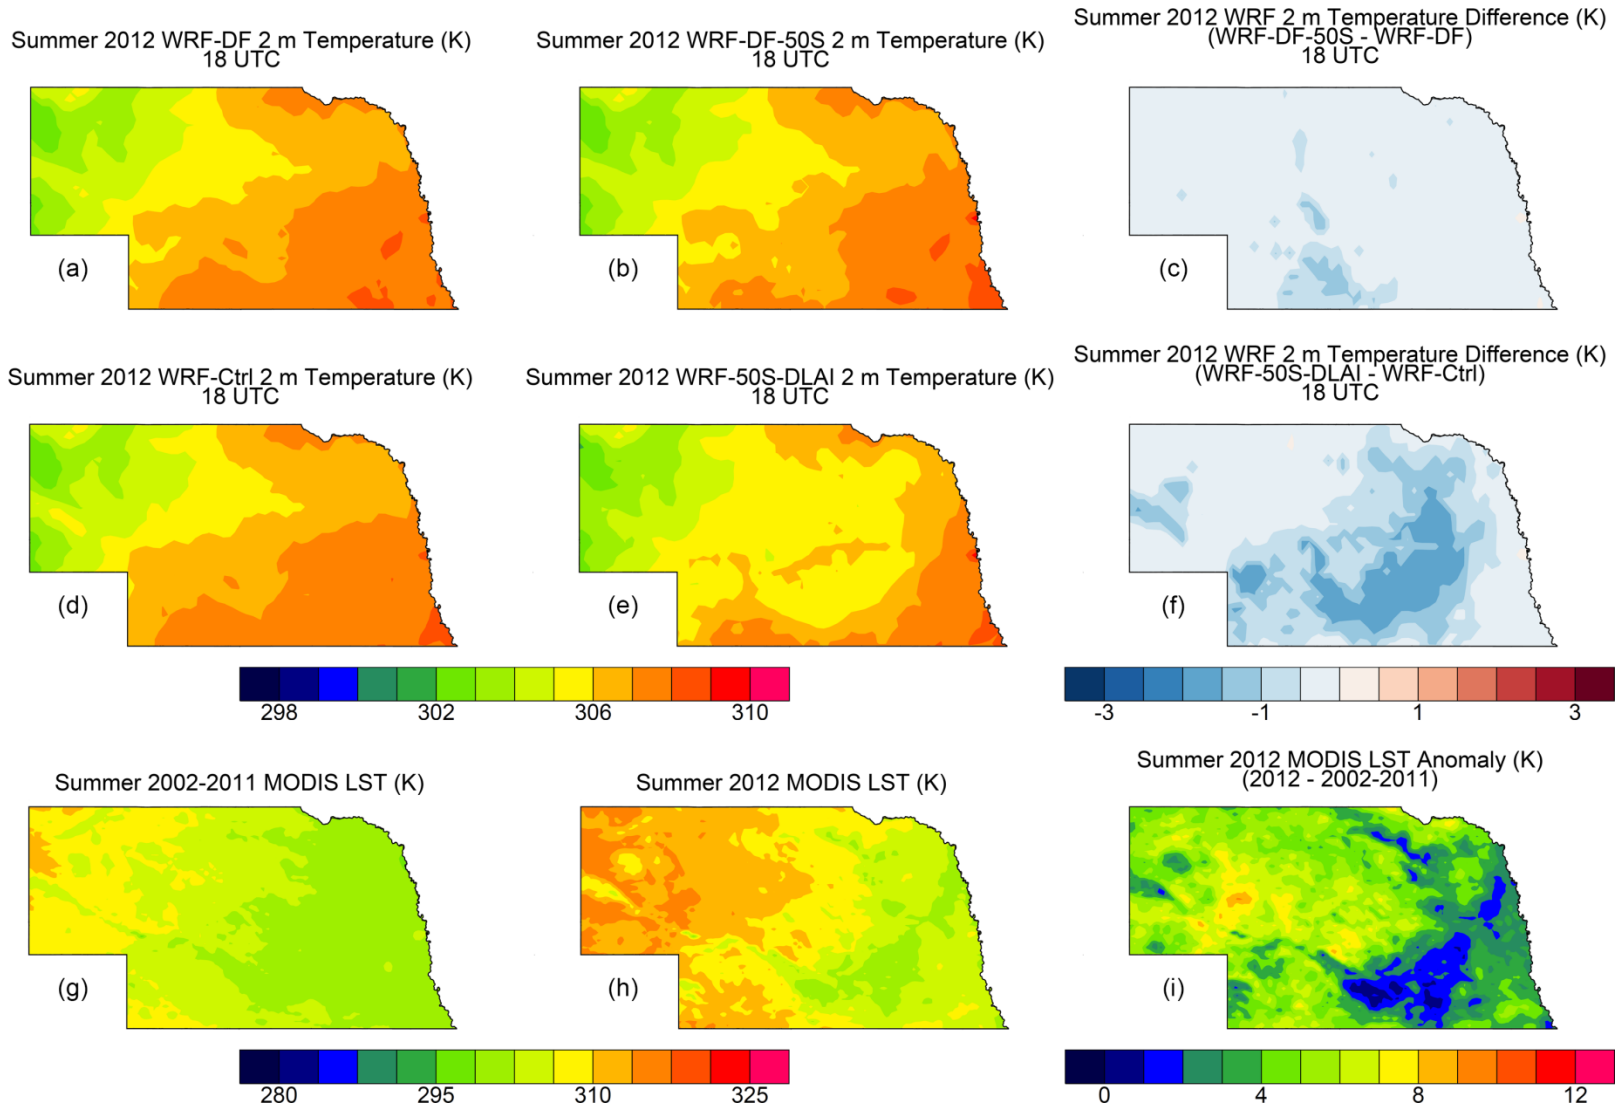 Summer 2012 WRF-DF 2 m Temperature (K)
18 UTC
(a)
Summer 2012 WRF-DF-50S 2 m Temperature (K)
18 UTC
(b)
Summer 2012 WRF 2 m Temperature Difference (K)
(WRF-DF-50S - WRF-DF)
18 UTC
(c)
Summer 2012 WRF-Ctrl 2 m Temperature (K)
18 UTC
(d)
Summer 2012 WRF-50S-DLAI 2 m Temperature (K)
18 UTC
(e)
Summer 2012 WRF 2 m Temperature Difference (K)
(WRF-50S-DLAI - WRF-Ctrl)
18 UTC
(f)
298 302 306 310
-3 -1 1 3
Summer 2002-2011 MODIS LST (K)
(g)
Summer 2012 MODIS LST (K)
(h)
Summer 2012 MODIS LST Anomaly (K)
(2012 - 2002-2011)
(i)
280 295 310 325
0 4 8 12